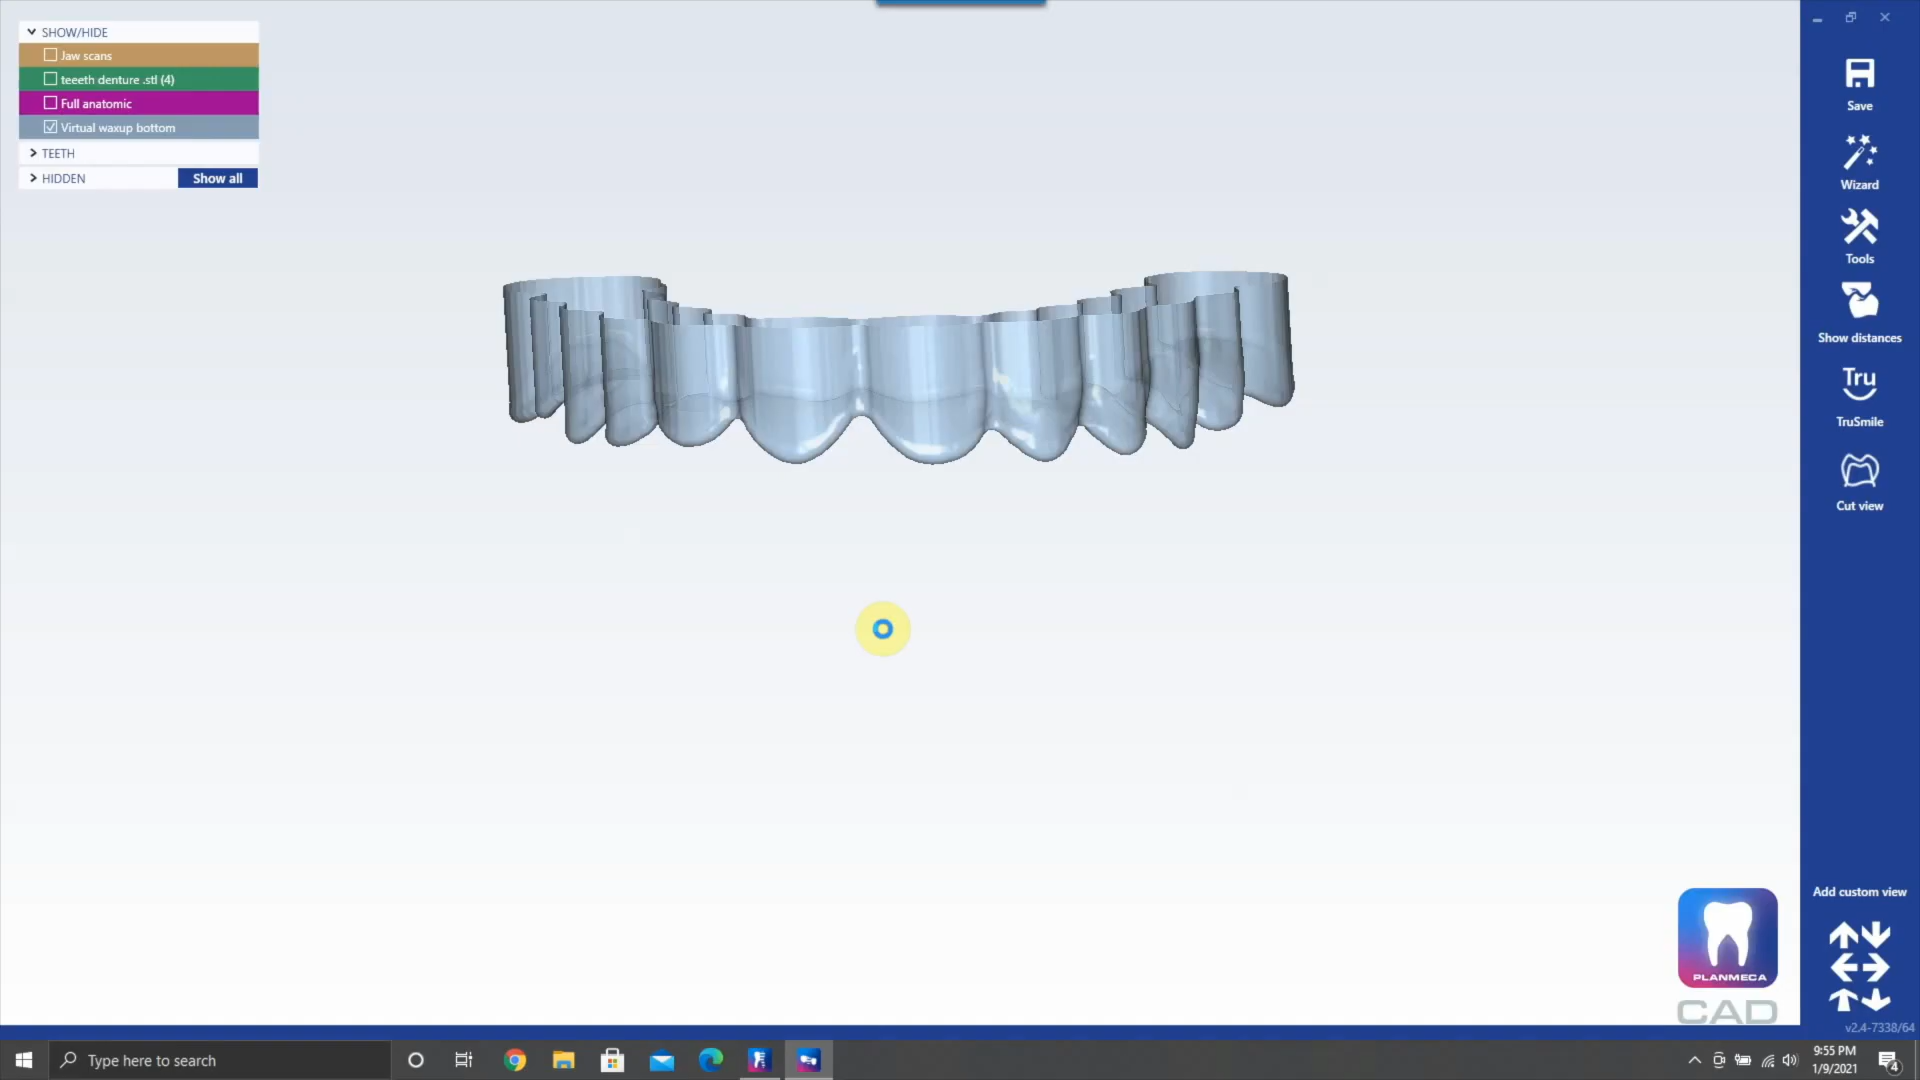 SHOW/HIDE
Jaw scans
teeeth denture .stl (4)
Full anatomic
Virtual waxup bottom
TEETH
HIDDEN
Show all
Save
Wizard
Tools
Show distances
Tru
TruSmile
Cut view
Add custom view
PLANMECA
CAD
v2.4-7338/64
Type here to search
9:55 PM
1/9/2021
4